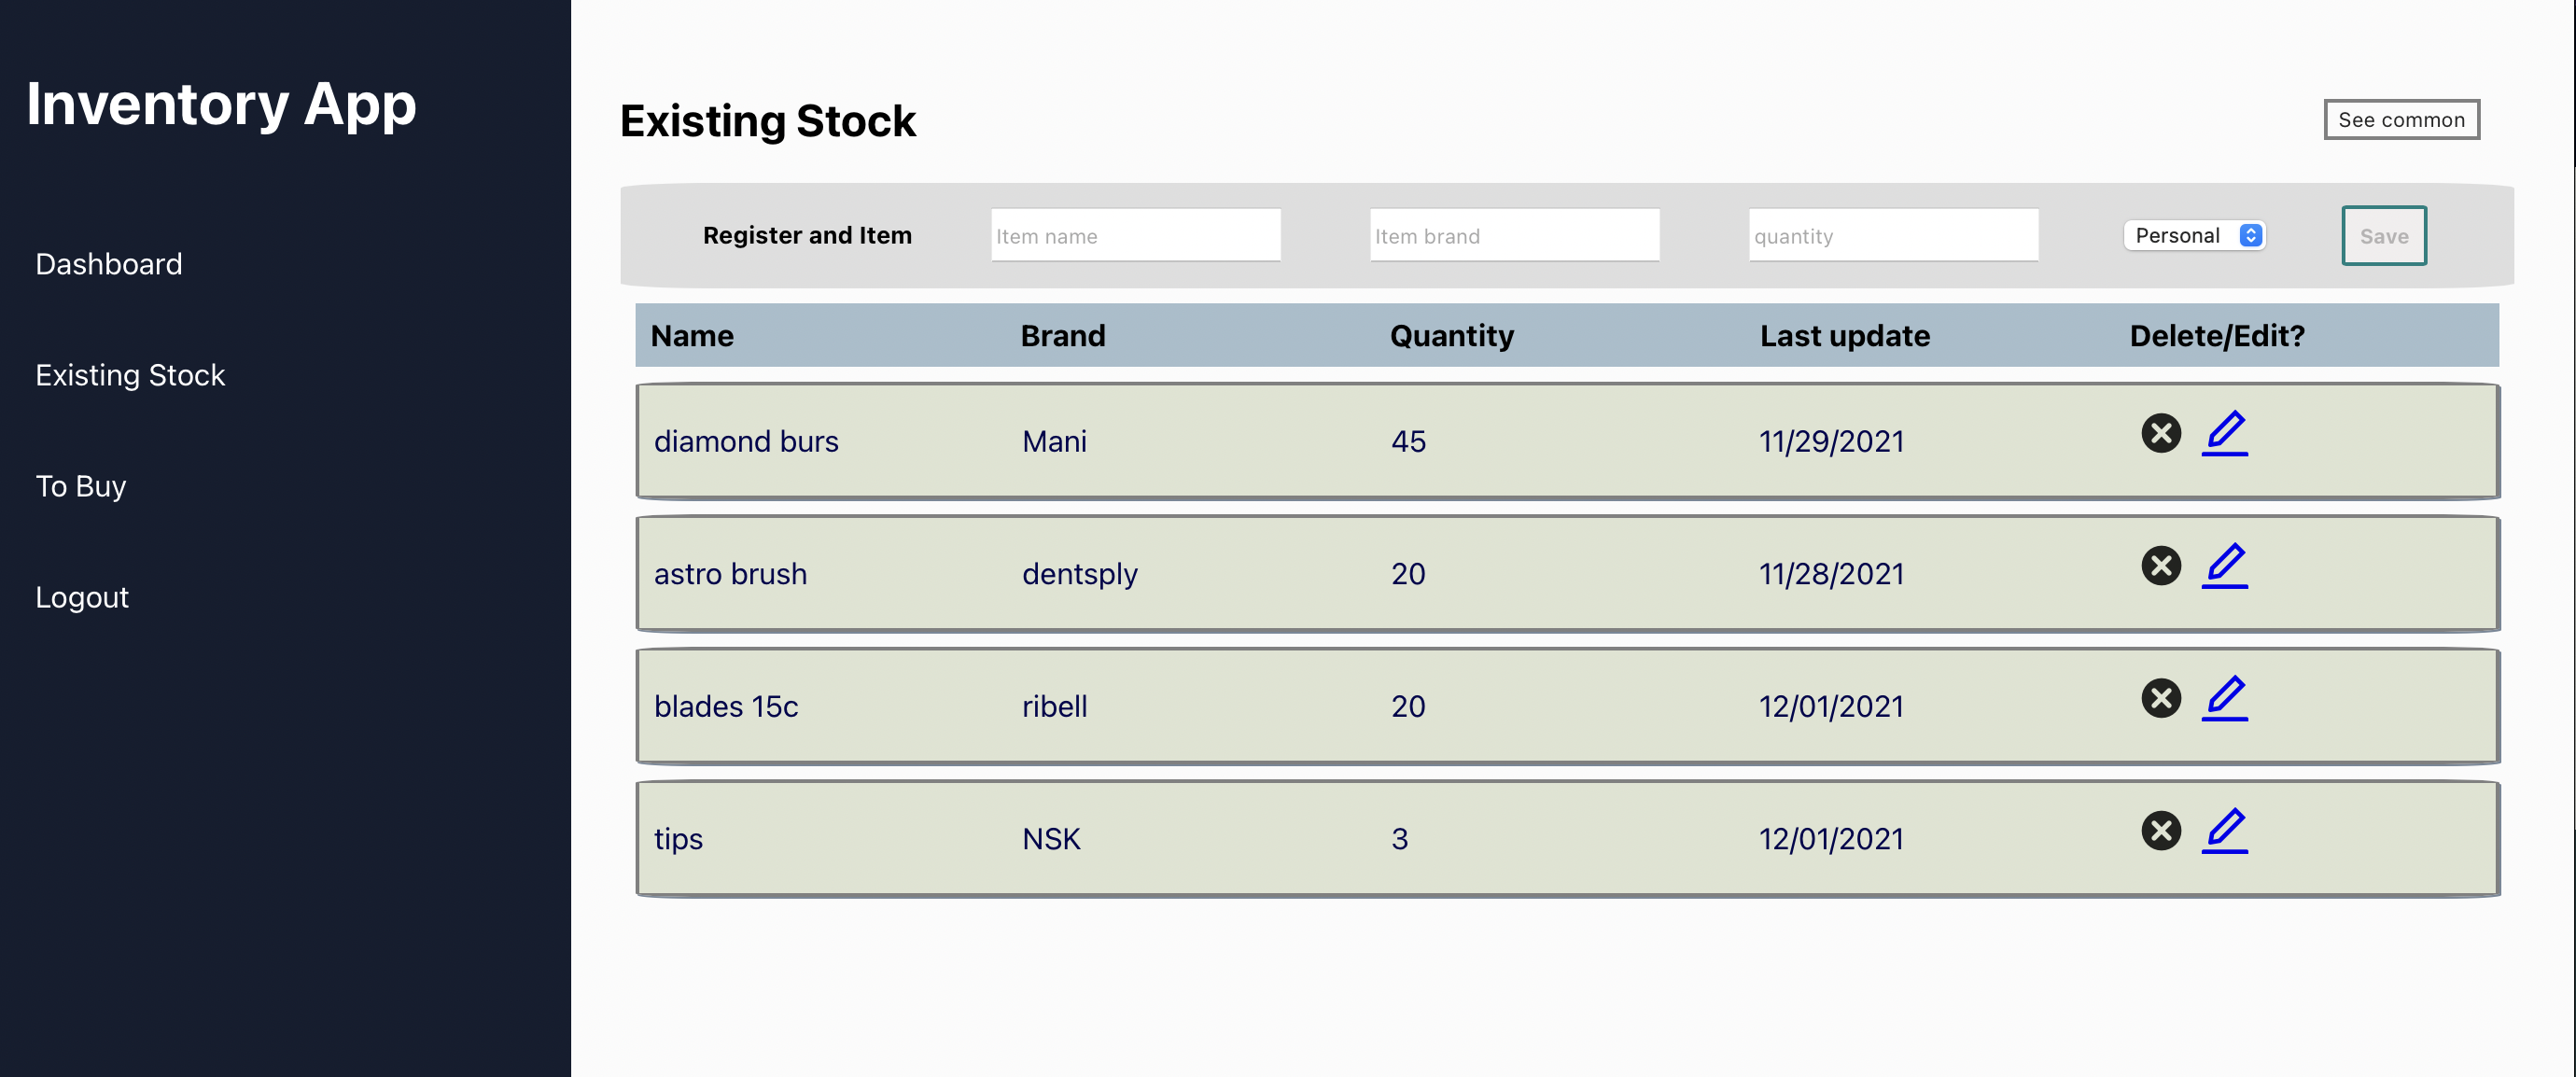 Inventory App
Dashboard
Existing Stock
To Buy
Logout
Existing Stock
See common
Register and Item
Item name
Item brand
quantity
Personal
Save
Name Brand Quantity Last update Delete/Edit?
diamond burs Mani 45 11/29/2021
astro brush dentsply 20 11/28/2021
blades 15c ribell 20 12/01/2021
tips NSK 3 12/01/2021